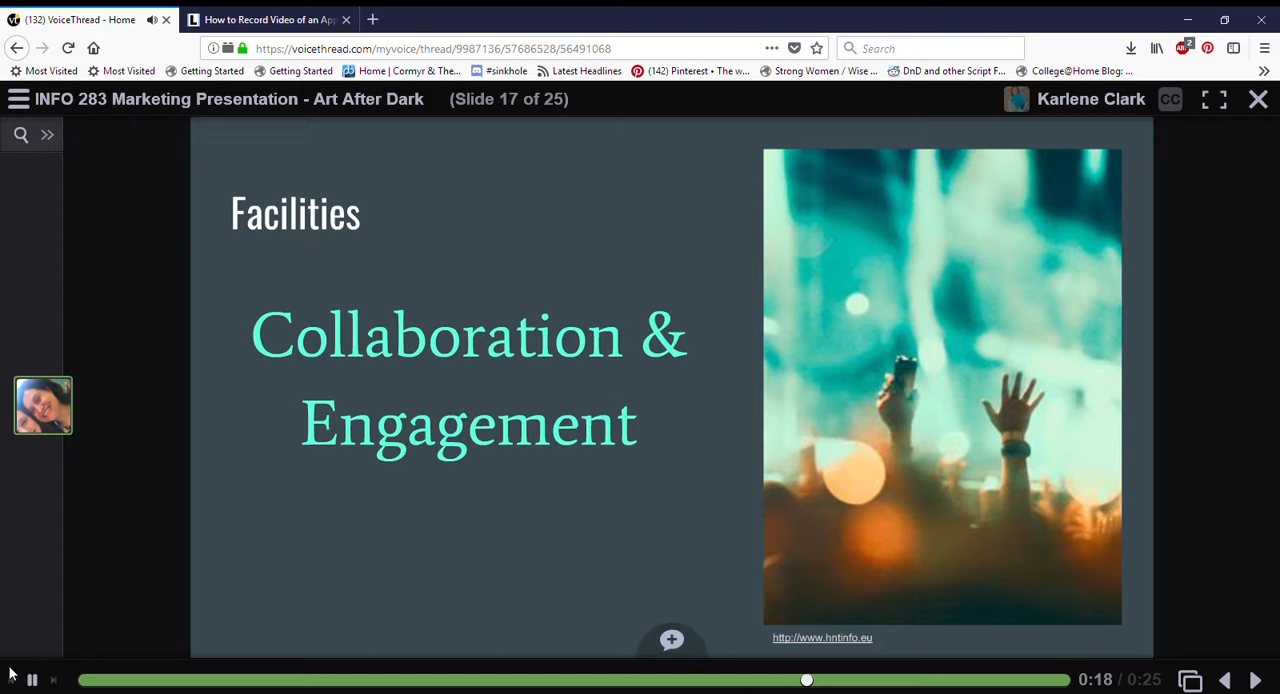 (132) VoiceThread - Home
How to Record Video of an App
https://voicethread.com/myvoice/thread/9987136/57686528/56491068
Search
2
Most Visited
Most Visited
Getting Started
Getting Started
Home | Cormyr & The...
#sinkhole
Latest Headlines
(142) Pinterest • The w...
Strong Women / Wise ...
DnD and other Script F...
College@Home Blog: ...
INFO 283 Marketing Presentation - Art After Dark (Slide 17 of 25)
Karlene Clark
CC
Facilities
Collaboration &
Engagement
http://www.hntinfo.eu
0:18 / 0:25